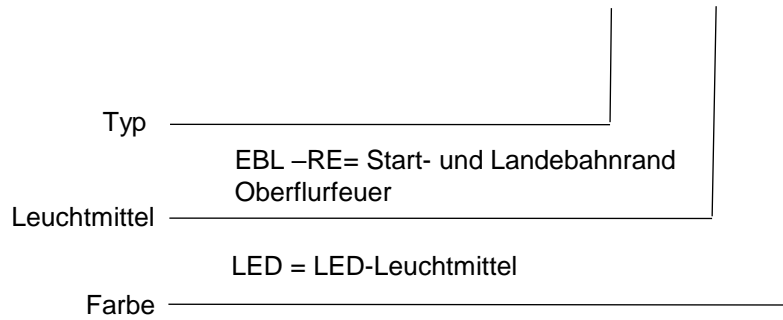 Typ
EBL –RE= Start- und Landebahnrand
Oberflurfeuer
Leuchtmittel
LED = LED-Leuchtmittel
Farbe